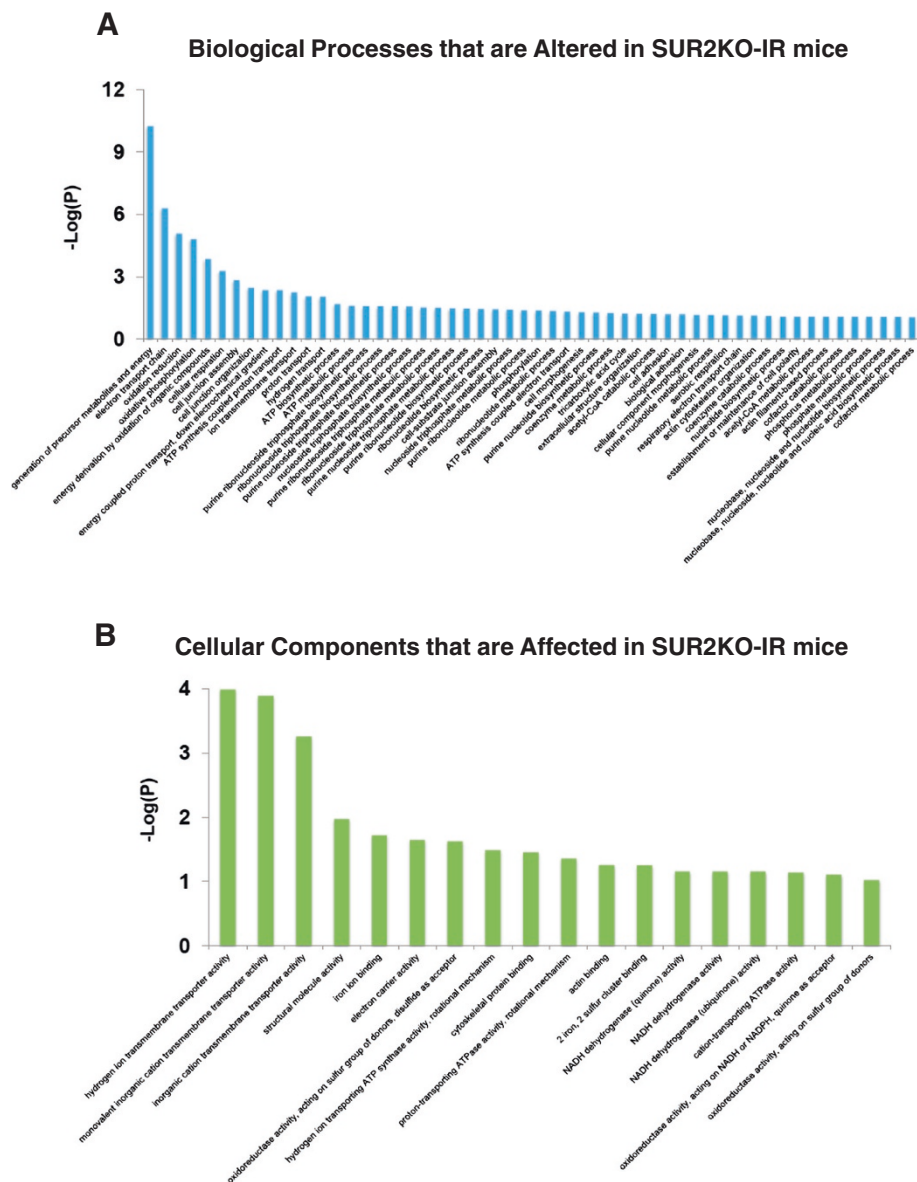 A
Biological Processes that are Altered in SUR2KO-IR mice
12
9
6
3
0
-Log(P)
generation of precursor metabolites and energy
electron transport chain
oxidation reduction
oxidative phosphorylation
energy derivation by oxidation of organic compounds
cellular respiration
cell junction assembly
cell junction organization
energy coupled proton transport, down electrochemical gradient
ATP synthesis coupled proton transport
ion transmembrane transport
proton transport
hydrogen transport
ATP biosynthetic process
ATP metabolic process
purine ribonucleoside triphosphate biosynthetic process
ribonucleoside triphosphate biosynthetic process
purine nucleoside triphosphate biosynthetic process
nucleoside triphosphate biosynthetic process
purine ribonucleoside triphosphate metabolic process
ribonucleoside triphosphate metabolic process
purine nucleoside triphosphate metabolic process
purine ribonucleotide biosynthetic process
ribonucleotide biosynthetic process
cell-substrate junction assembly
nucleoside triphosphate metabolic process
purine ribonucleotide metabolic process
phosphorylation
ribonucleotide metabolic process
ATP synthesis coupled electron transport
purine nucleotide biosynthetic process
coenzyme metabolic process
tricarboxylic acid cycle
extracellular structure organization
acetyl-CoA catabolic process
cell adhesion
biological adhesion
cellular component morphogenesis
purine nucleotide metabolic process
aerobic respiration
respiratory electron transport chain
actin cytoskeleton organization
coenzyme catabolic process
nucleotide biosynthetic process
establishment or maintenance of cell polarity
acetyl-CoA metabolic process
actin filament-based process
cofactor catabolic process
phosphorus metabolic process
phosphate metabolic process
nucleobase, nucleoside and nucleotide biosynthetic process
nucleobase, nucleoside, nucleotide and nucleic acid biosynthetic process
cofactor metabolic process
B
Cellular Components that are Affected in SUR2KO-IR mice
4
3
2
1
0
-Log(P)
hydrogen ion transmembrane transporter activity
monovalent inorganic cation transmembrane transporter activity
inorganic cation transmembrane transporter activity
structural molecule activity
iron ion binding
electron carrier activity
oxidoreductase activity, acting on sulfur group of donors, disulfide as acceptor
hydrogen ion transporting ATP synthase activity, rotational mechanism
cytoskeletal protein binding
proton-transporting ATPase activity, rotational mechanism
actin binding
2 iron, 2 sulfur cluster binding
NADH dehydrogenase (quinone) activity
NADH dehydrogenase activity
NADH dehydrogenase (ubiquinone) activity
cation-transporting ATPase activity
oxidoreductase activity, acting on NADH or NADPH, quinone as acceptor
oxidoreductase activity, acting on sulfur group of donors